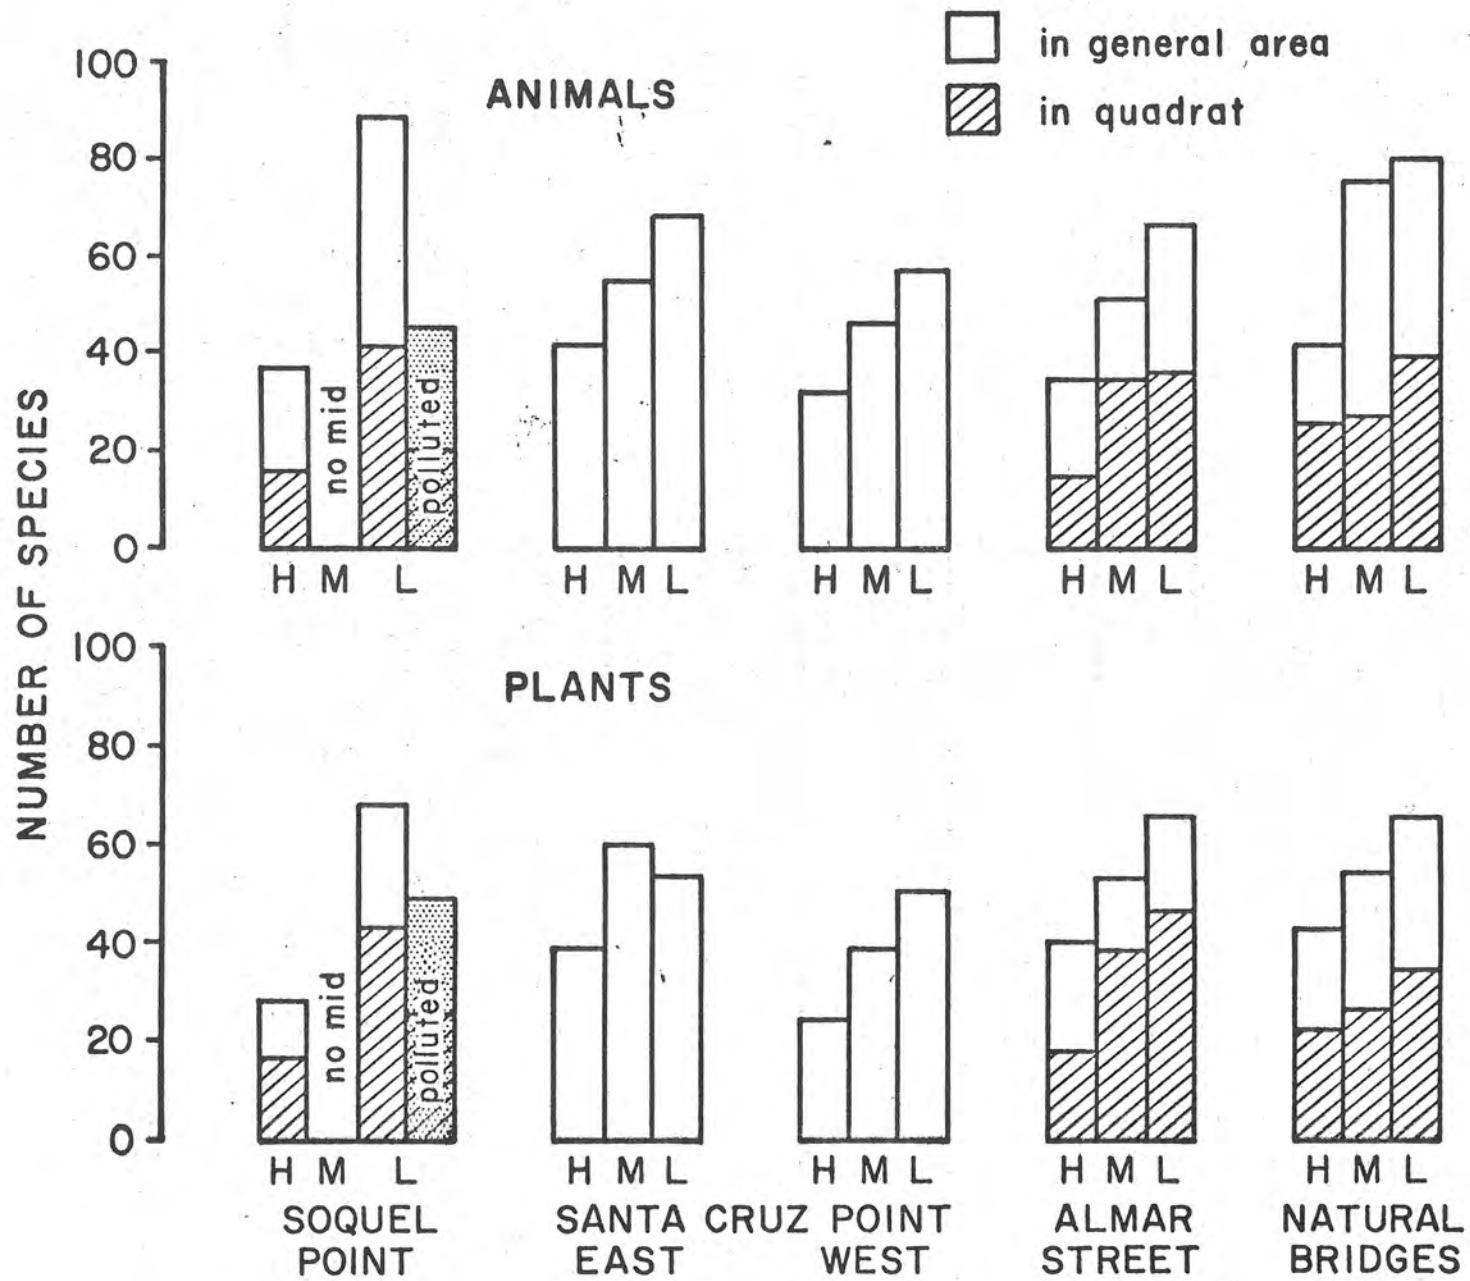 in general area
in quadrat
ANIMALS
NUMBER OF SPECIES
100
80
60
40
20
0
no mid
polluted
H M L
H M L
H M L
H M L
H M L
PLANTS
100
80
60
40
20
0
no mid
polluted
H M L
H M L
H M L
H M L
H M L
SOQUEL
POINT
SANTA CRUZ POINT
EAST WEST
ALMAR
STREET
NATURAL
BRIDGES